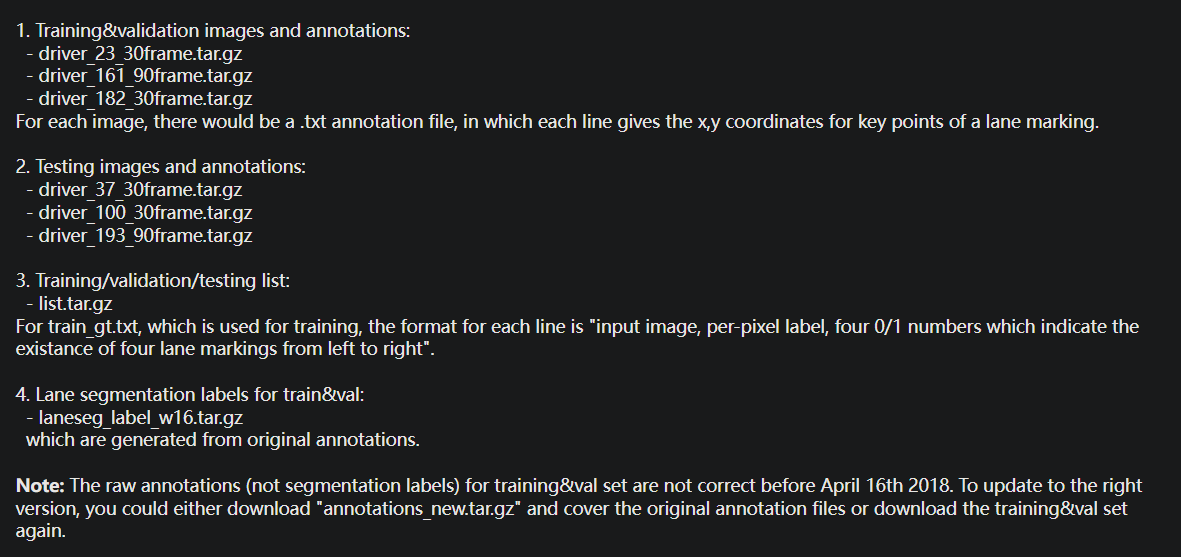 1. Training&validation images and annotations:
- driver_23_30frame.tar.gz
- driver_161_90frame.tar.gz
- driver_182_30frame.tar.gz
For each image, there would be a .txt annotation file, in which each line gives the x,y coordinates for key points of a lane marking.
2. Testing images and annotations:
- driver_37_30frame.tar.gz
- driver_100_30frame.tar.gz
- driver_193_90frame.tar.gz
3. Training/validation/testing list:
- list.tar.gz
For train_gt.txt, which is used for training, the format for each line is "input image, per-pixel label, four 0/1 numbers which indicate the
existance of four lane markings from left to right".
4. Lane segmentation labels for train&val:
- laneseg_label_w16.tar.gz
which are generated from original annotations.
Note: The raw annotations (not segmentation labels) for training&val set are not correct before April 16th 2018. To update to the right
version, you could either download "annotations_new.tar.gz" and cover the original annotation files or download the training&val set
again.